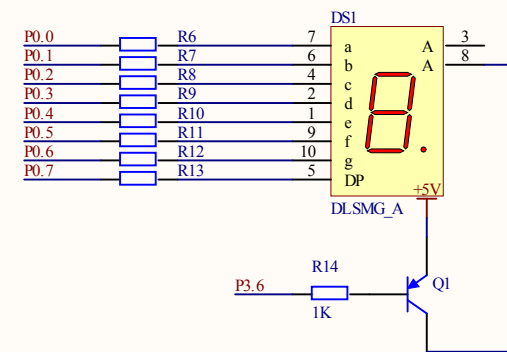 DS1
P0.0 R6 7 a A 3
P0.1 R7 6 b A 8
P0.2 R8 4 c
P0.3 R9 2 d
P0.4 R10 1 e
P0.5 R11 9 f
P0.6 R12 10 g
P0.7 R13 5 DP
+5V
DLSMG_A
R14
Q1
P3.6
1K